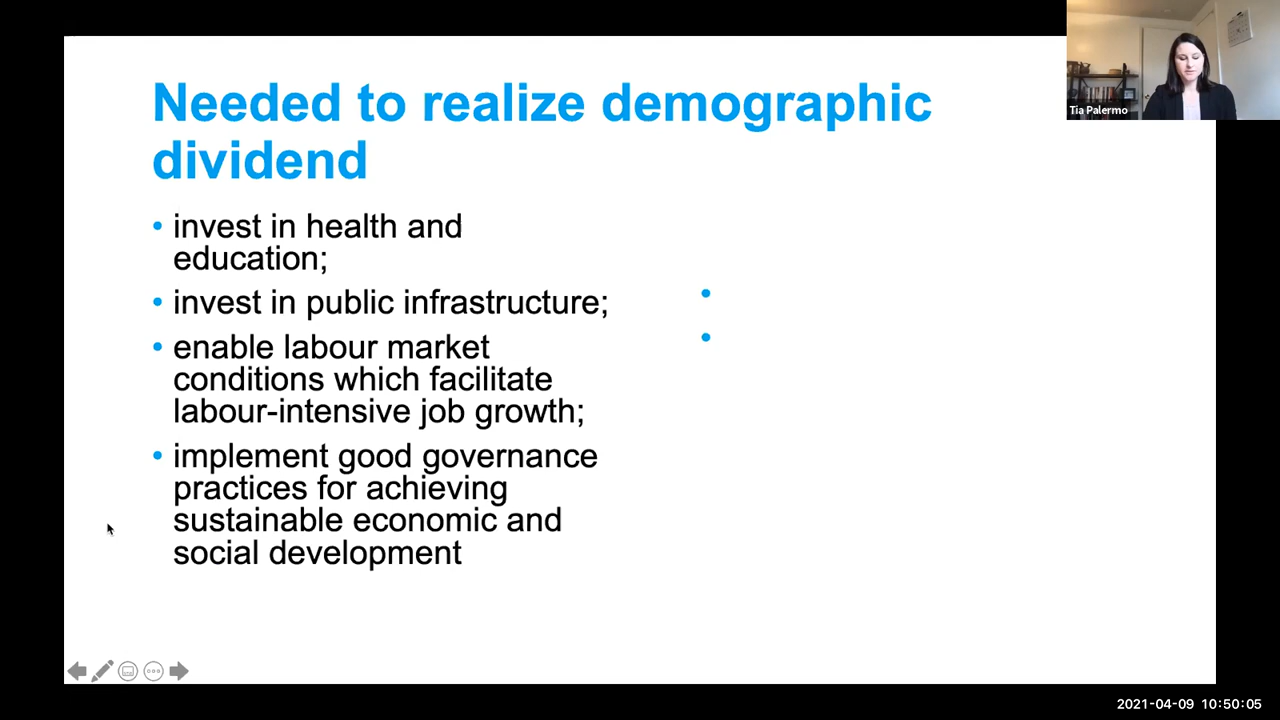 Needed to realize demographic
dividend
• invest in health and
education;
• invest in public infrastructure;
• enable labour market
conditions which facilitate
labour-intensive job growth;
• implement good governance
practices for achieving
sustainable economic and
social development
•
•
Tia Palermo
2021-04-09 10:50:05